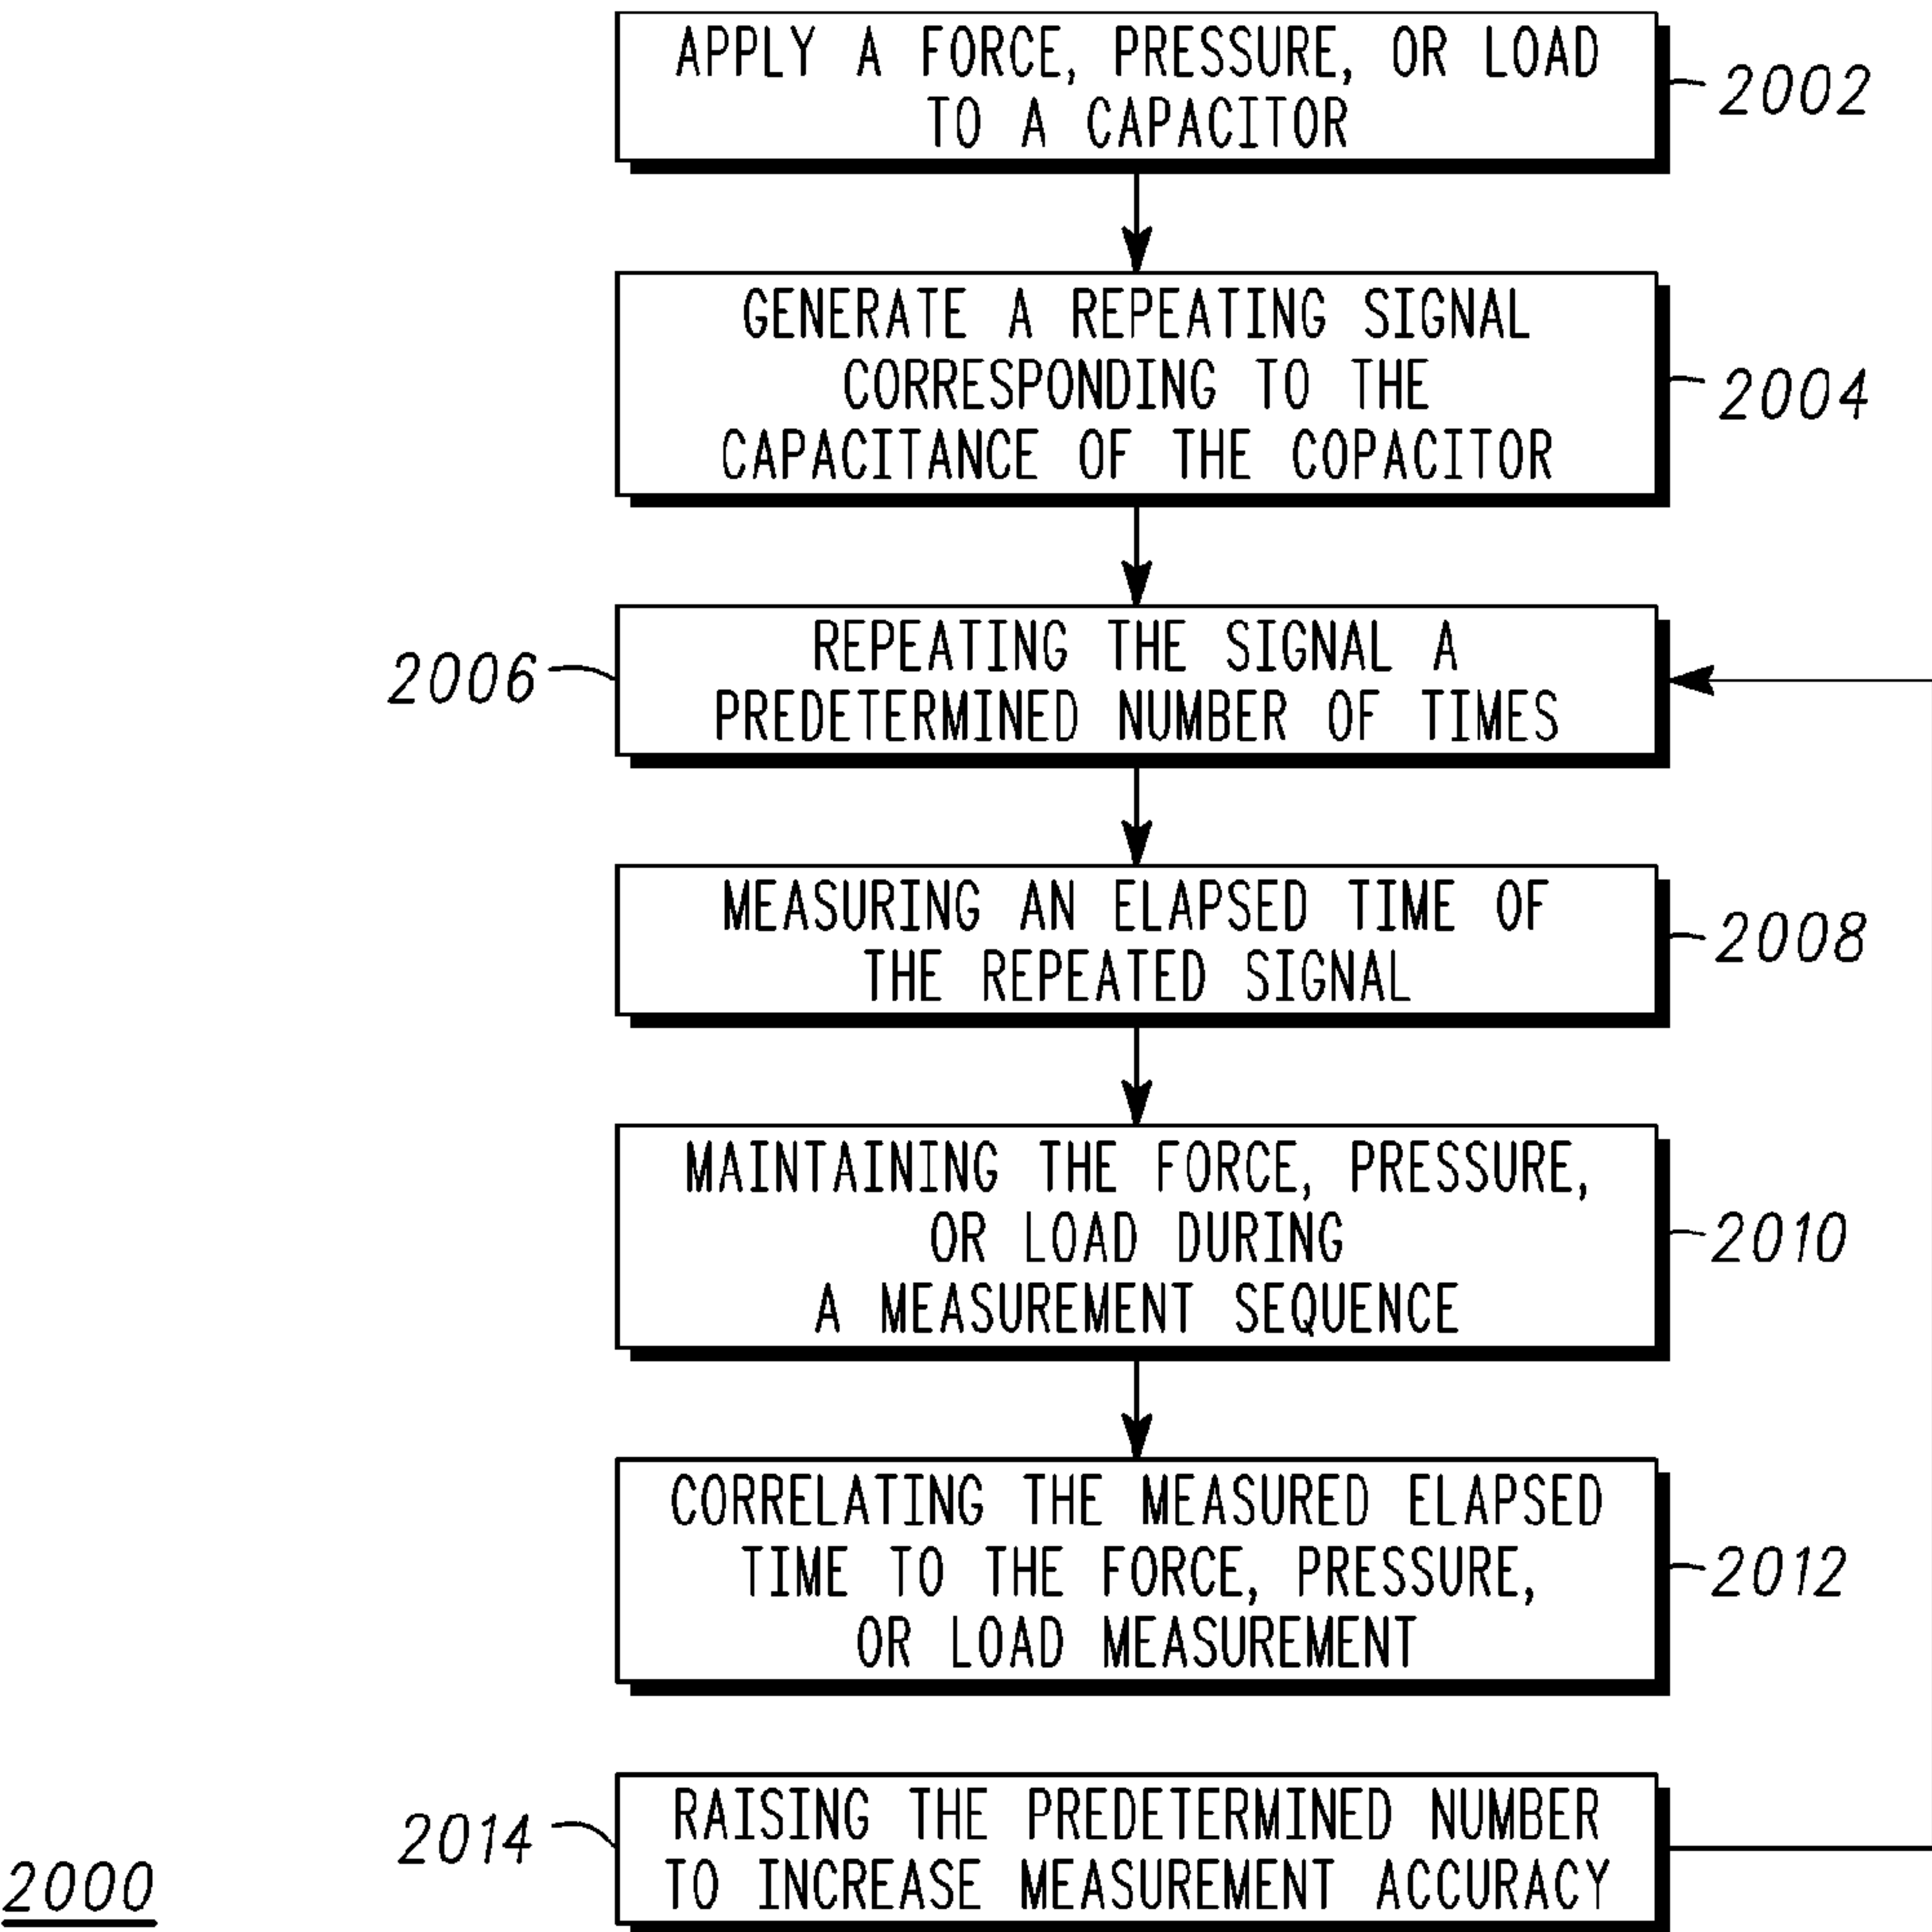 APPLY A FORCE, PRESSURE, OR LOAD
TO A CAPACITOR
2002
GENERATE A REPEATING SIGNAL
CORRESPONDING TO THE
CAPACITANCE OF THE COPACITOR
2004
REPEATING THE SIGNAL A
PREDETERMINED NUMBER OF TIMES
2006
MEASURING AN ELAPSED TIME OF
THE REPEATED SIGNAL
2008
MAINTAINING THE FORCE, PRESSURE,
OR LOAD DURING
A MEASUREMENT SEQUENCE
2010
CORRELATING THE MEASURED ELAPSED
TIME TO THE FORCE, PRESSURE,
OR LOAD MEASUREMENT
2012
RAISING THE PREDETERMINED NUMBER
TO INCREASE MEASUREMENT ACCURACY
2014
2000